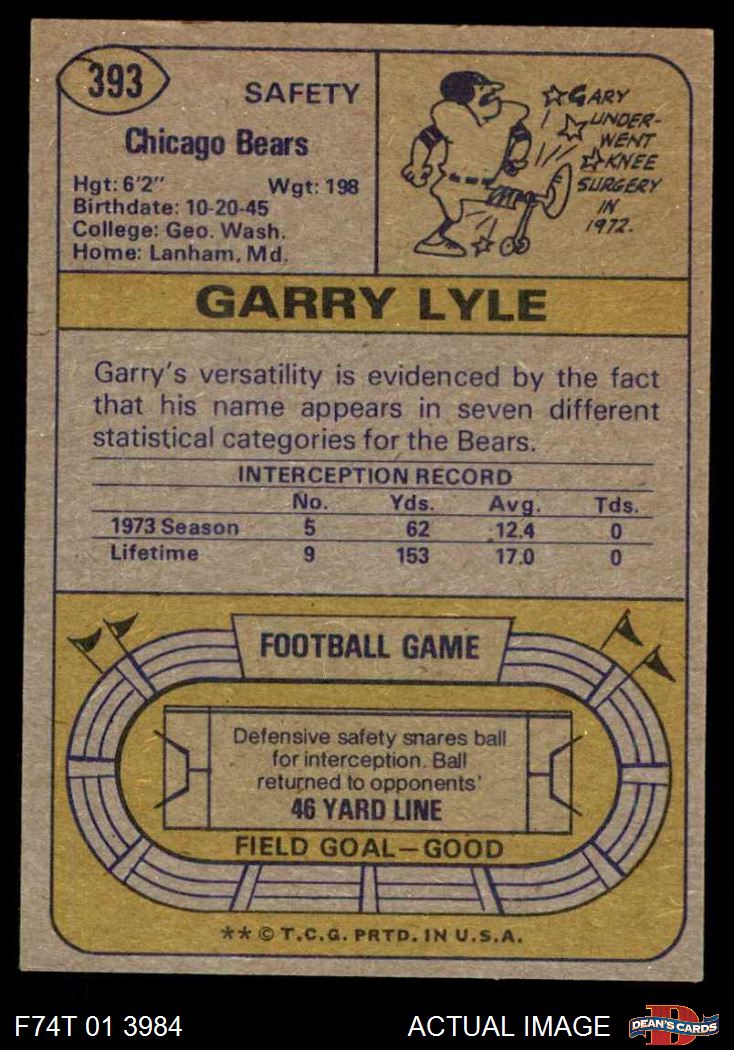 393
SAFETY
Chicago Bears
Hgt: 6'2" Wgt: 198
Birthdate: 10-20-45
College: Geo. Wash.
Home: Lanham, Md.
GARY
UNDER-
WENT
KNEE
SURGERY
IN
1972.
GARRY LYLE
Garry's versatility is evidenced by the fact
that his name appears in seven different
statistical categories for the Bears.
INTERCEPTION RECORD
No. Yds. Avg. Tds.
1973 Season 5 62 12.4 0
Lifetime 9 153 17.0 0
FOOTBALL GAME
Defensive safety snares ball
for interception. Ball
returned to opponents'
46 YARD LINE
FIELD GOAL—GOOD
** © T.C.G. PRTD. IN U.S.A.
F74T 01 3984 ACTUAL IMAGE
D
DEAN'S CARDS